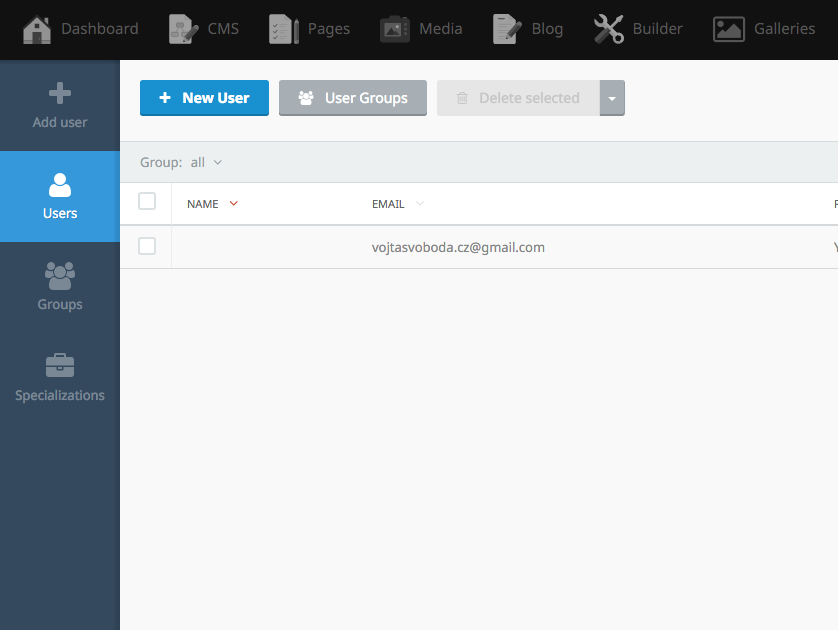 Dashboard CMS Pages Media Blog Builder Galleries
Add user
Users
Groups
Specializations
New User User Groups Delete selected
Group: all
NAME EMAIL
vojtasvoboda.cz@gmail.com